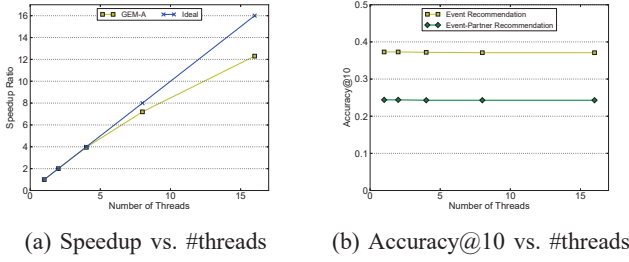 GEM-A Ideal
16
14
12
10
8
6
4
2
Speedup Ratio
0 5 10 15
Number of Threads
(a) Speedup vs. #threads
Event Recommendation
Event-Partner Recommendation
0.5
0.4
0.3
0.2
0.1
0
Accuracy@10
0 5 10 15
Number of Threads
(b) Accuracy@10 vs. #threads